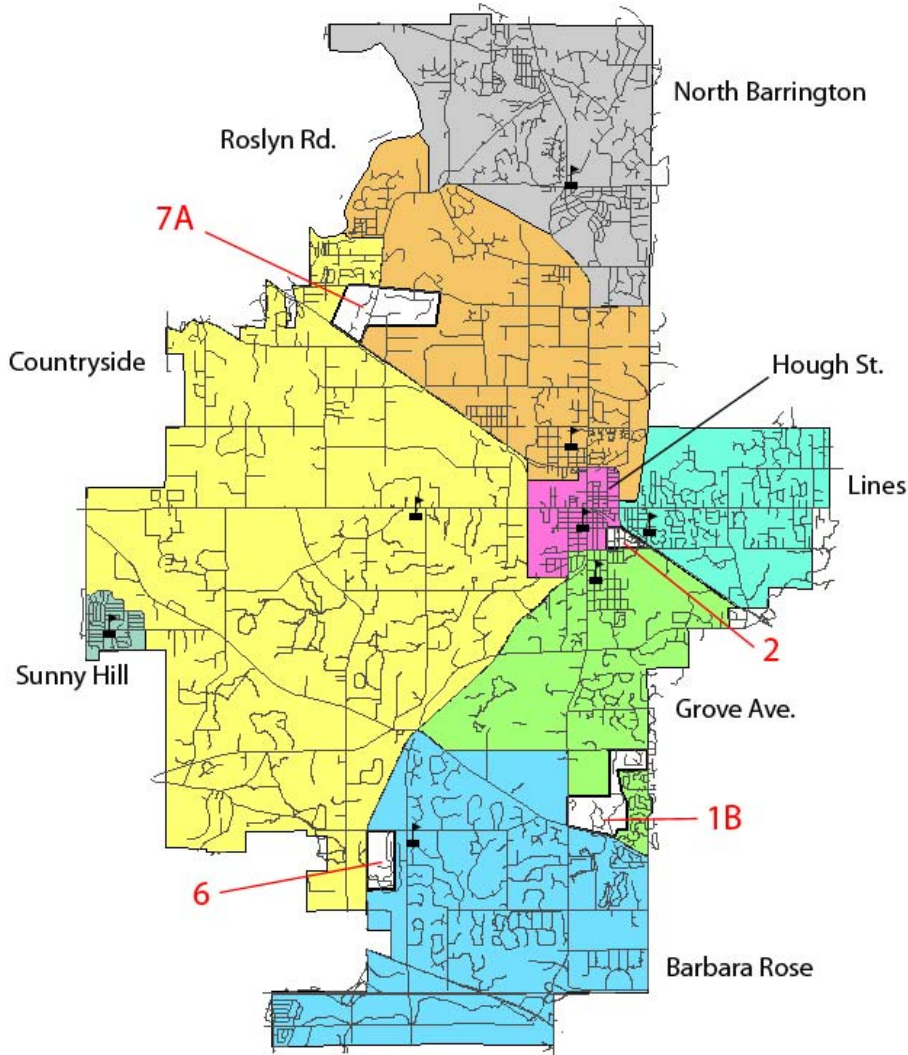 North Barrington
Roslyn Rd.
7A
Countryside
Hough St.
Lines
2
Sunny Hill
Grove Ave.
1B
6
Barbara Rose